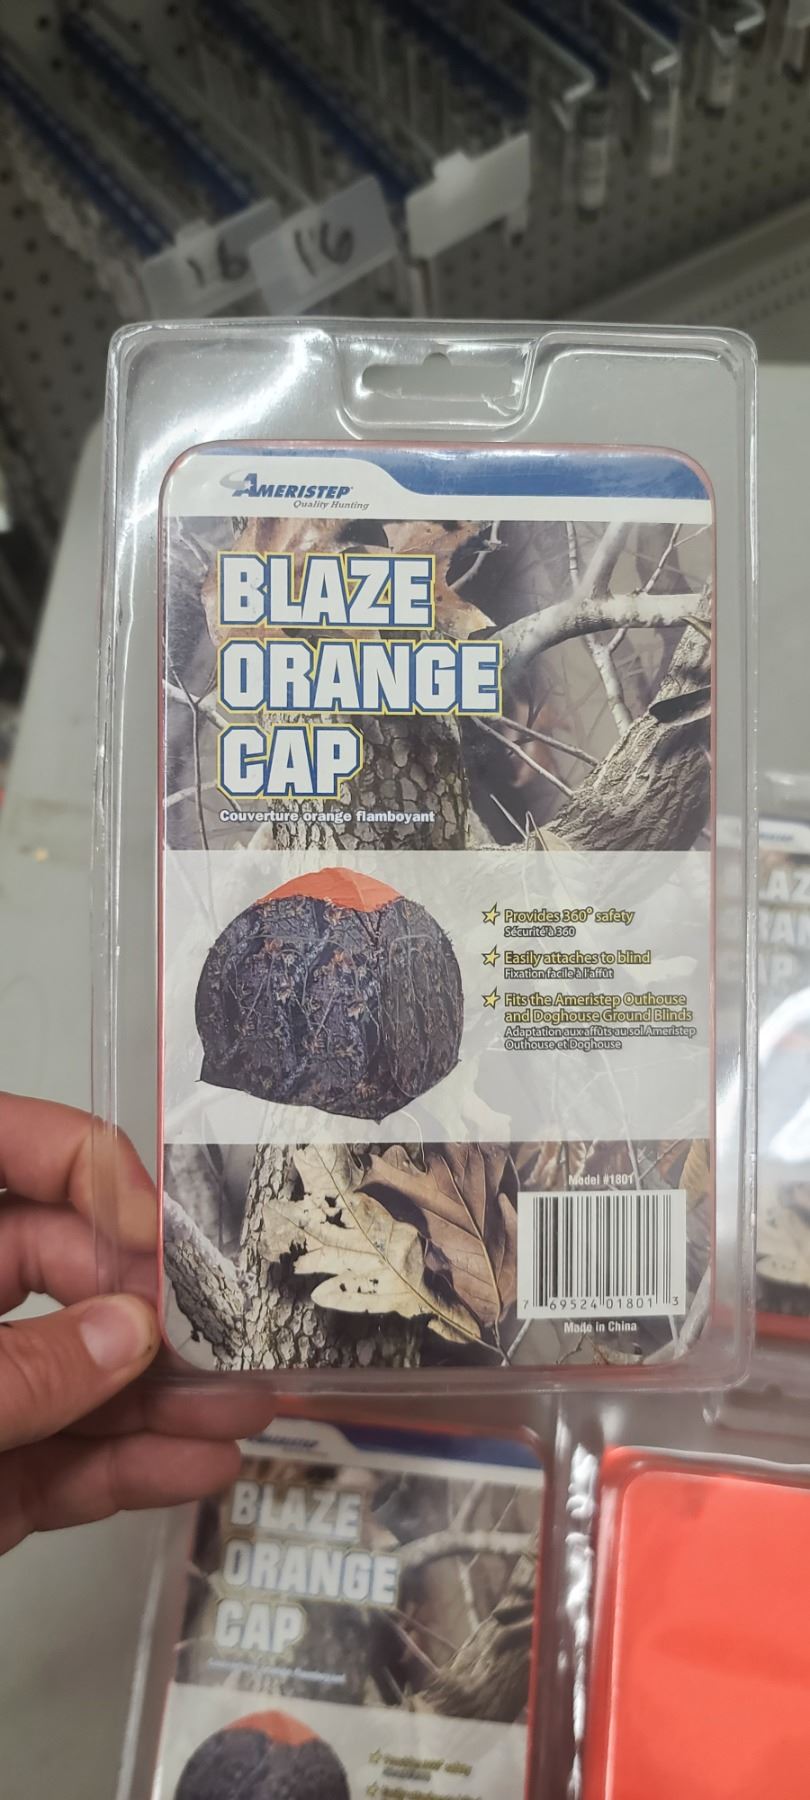 16
16
AMERISTEP
Quality Hunting
BLAZE
ORANGE
CAP
Couverture orange flamboyant
Provides 360° safety
Sécurité à 360
Easily attaches to blind
Fixation facile à l'affût
Fits the Ameristep Outhouse
and Doghouse Ground Blinds
Adaptation aux affûts au sol Ameristep
Outhouse et Doghouse
Model #1801
7 69524 01801 3
Made in China
BLAZE
ORANGE
CAP